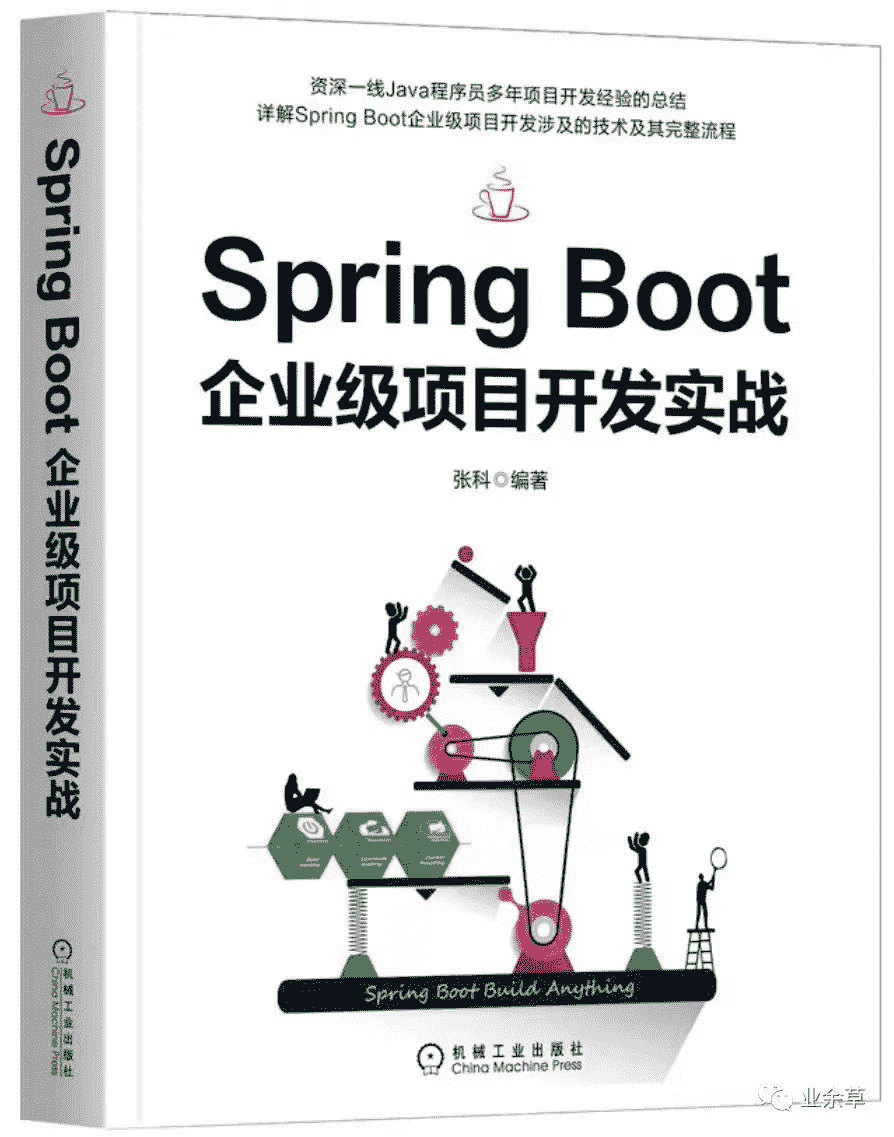 资深一线Java程序员多年项目开发经验的总结
详解Spring Boot企业级项目开发涉及的技术及其完整流程
Spring Boot
企业级项目开发实战
张科◎编著
Spring Boot Build Anything
机械工业出版社
China Machine Press
Spring Boot 企业级项目开发实战
机械工业出版社
China Machine Press
业余草